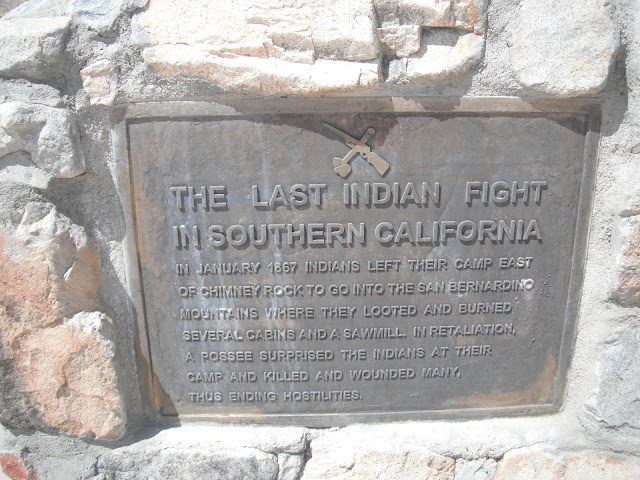 THE LAST INDIAN FIGHT
IN SOUTHERN CALIFORNIA
IN JANUARY 1867 INDIANS LEFT THEIR CAMP EAST
OF CHIMNEY ROCK TO GO INTO THE SAN BERNARDINO
MOUNTAINS WHERE THEY LOOTED AND BURNED
SEVERAL CABINS AND A SAWMILL. IN RETALIATION,
A POSSEE SURPRISED THE INDIANS AT THEIR
CAMP AND KILLED AND WOUNDED MANY,
THUS ENDING HOSTILITIES.